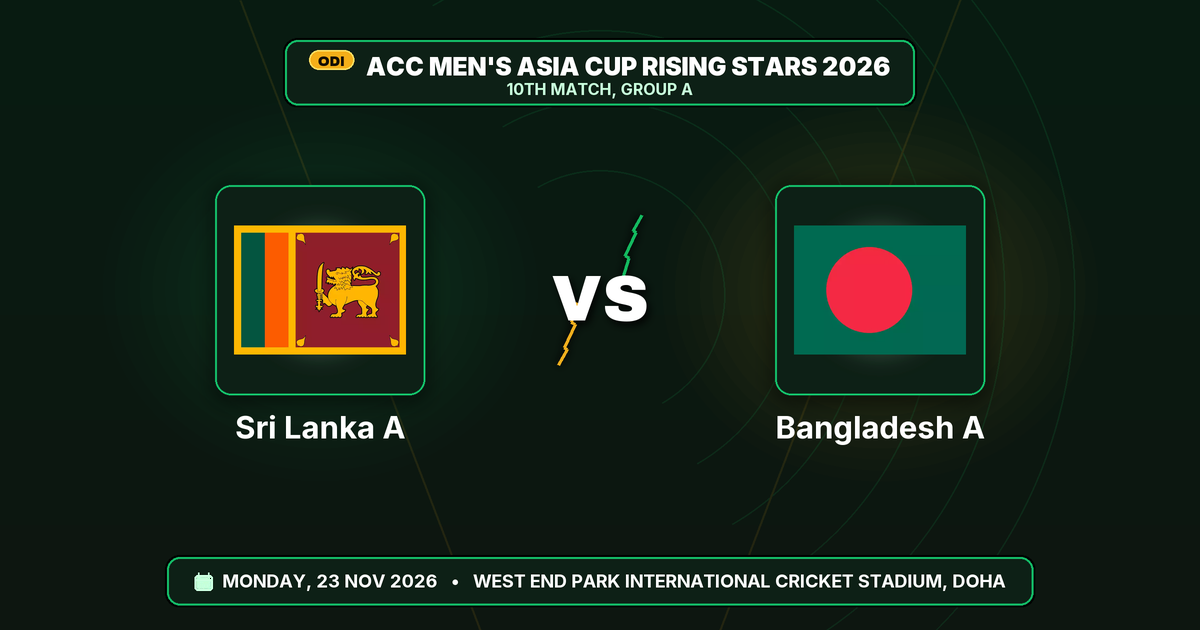 ODI ACC MEN'S ASIA CUP RISING STARS 2026
10TH MATCH, GROUP A
VS
Sri Lanka A
Bangladesh A
MONDAY, 23 NOV 2026 • WEST END PARK INTERNATIONAL CRICKET STADIUM, DOHA